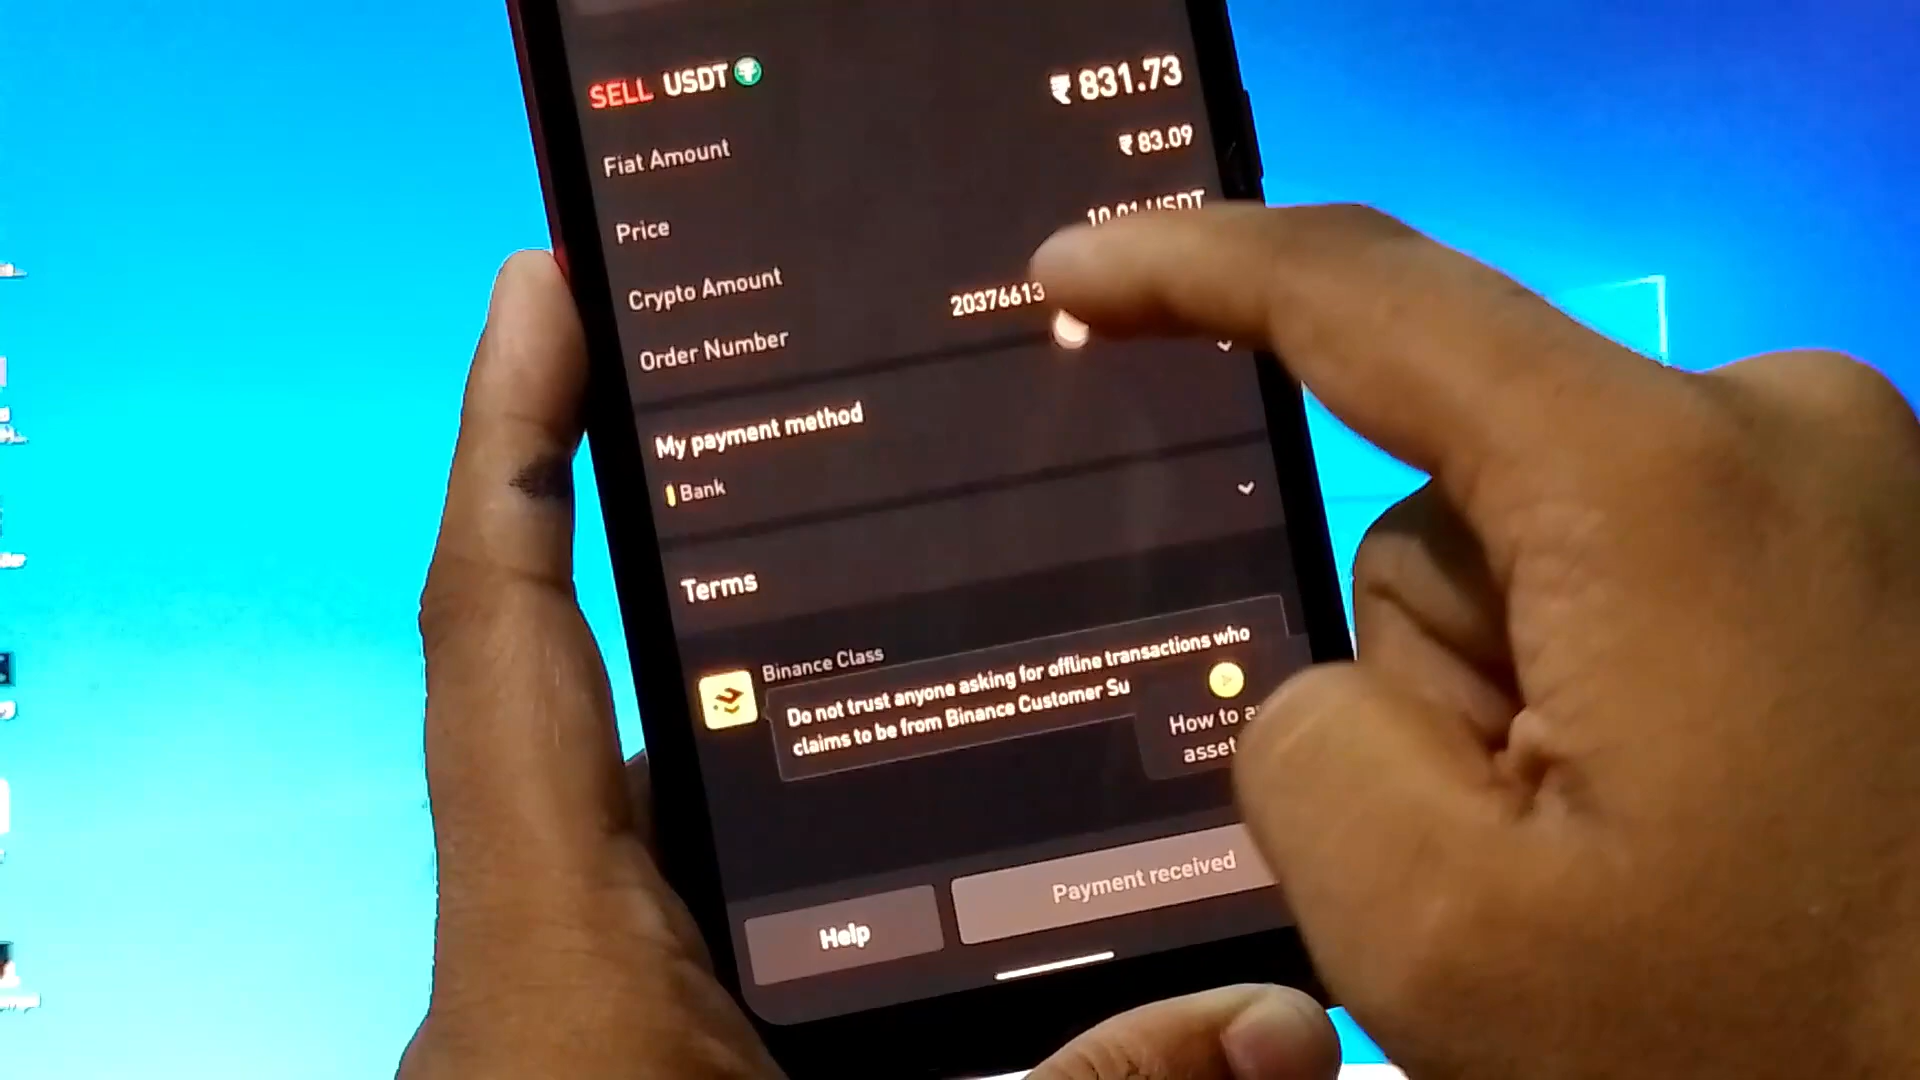 SELL USDT
Fiat Amount ₹ 831.73
Price ₹ 83.09
Crypto Amount 10.01 USDT
Order Number 20376613
My payment method
Bank
Terms
Binance Class
Do not trust anyone asking for offline transactions who
claims to be from Binance Customer Su
How to a
asset
Help
Payment received